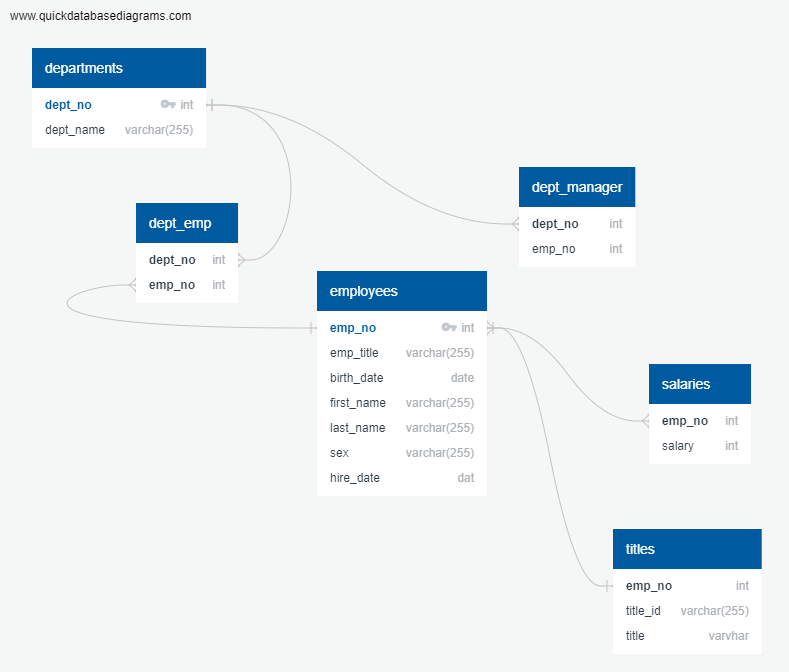 www.quickdatabasediagrams.com
departments
dept_no int
dept_name varchar(255)
dept_manager
dept_no int
emp_no int
dept_emp
dept_no int
emp_no int
employees
emp_no int
emp_title varchar(255)
birth_date date
first_name varchar(255)
last_name varchar(255)
sex varchar(255)
hire_date dat
salaries
emp_no int
salary int
titles
emp_no int
title_id varchar(255)
title varvhar